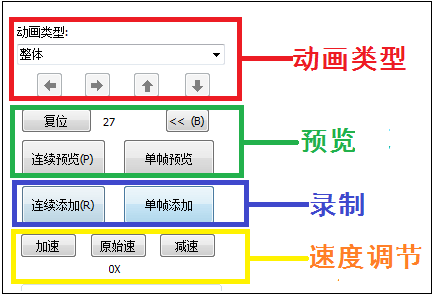 动画类型:
整体
动画类型
复位 27 << (B)
预览
连续预览(P) 单帧预览
连续添加(R) 单帧添加
录制
加速 原始速 减速
速度调节
0X